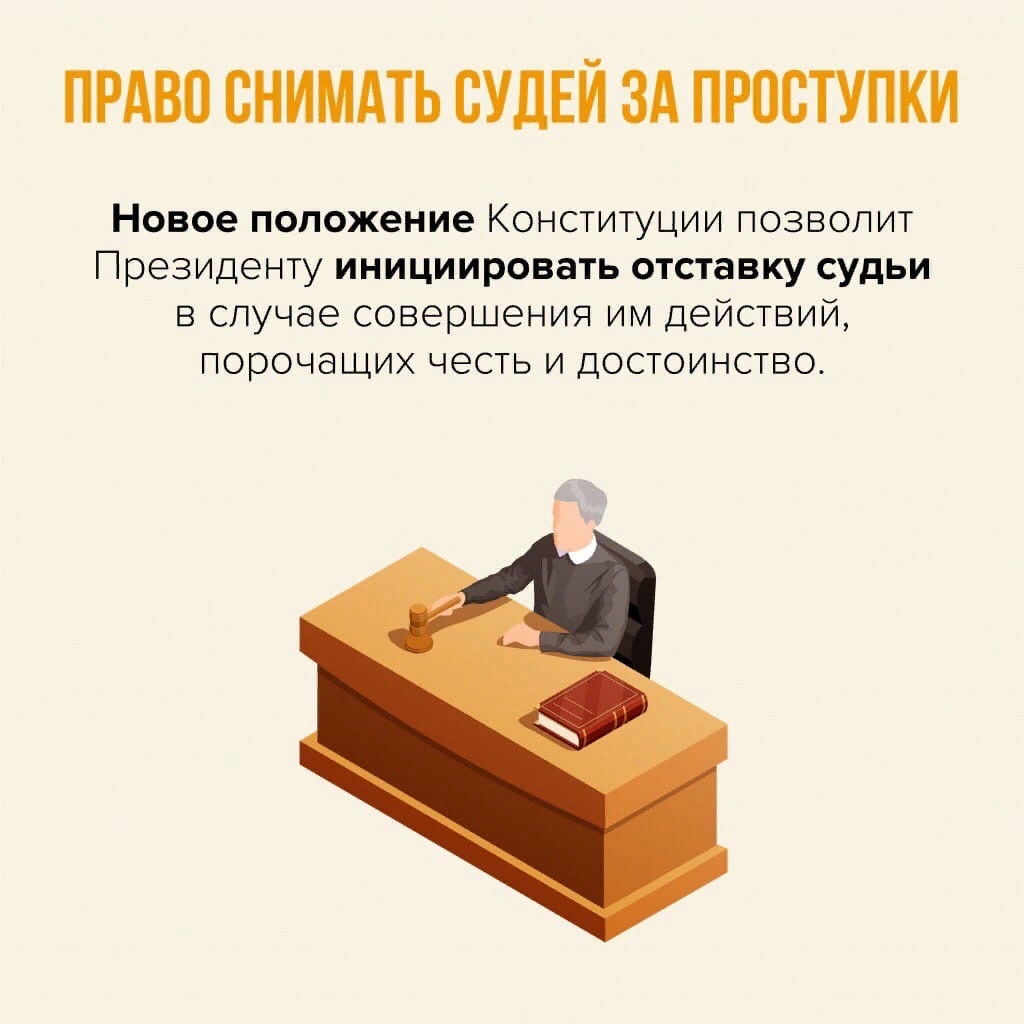 ПРАВО СНИМАТЬ СУДЕЙ ЗА ПРОСТУПКИ
Новое положение Конституции позволит
Президенту инициировать отставку судьи
в случае совершения им действий,
порочащих честь и достоинство.